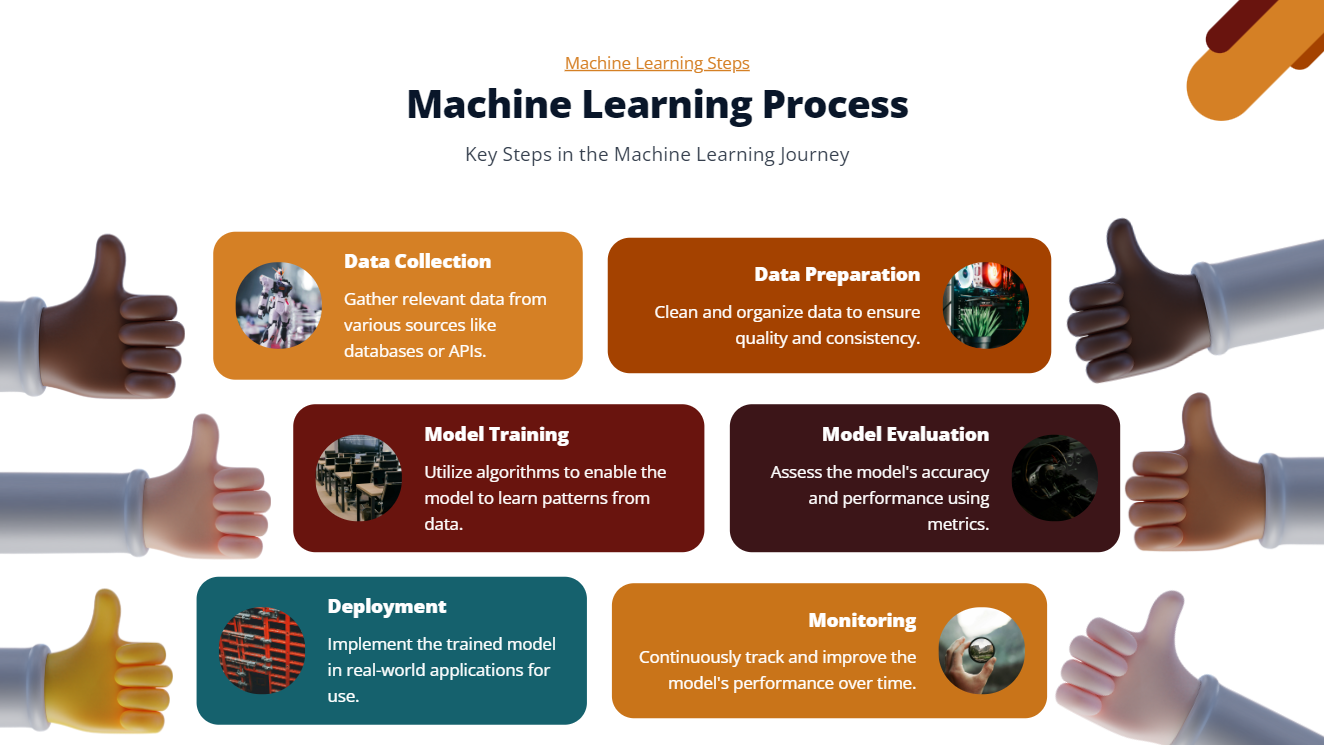 Machine Learning Steps
Machine Learning Process
Key Steps in the Machine Learning Journey
Data Collection
Gather relevant data from
various sources like
databases or APIs.
Data Preparation
Clean and organize data to ensure
quality and consistency.
Model Training
Utilize algorithms to enable the
model to learn patterns from
data.
Model Evaluation
Assess the model's accuracy
and performance using
metrics.
Deployment
Implement the trained model
in real-world applications for
use.
Monitoring
Continuously track and improve the
model's performance over time.